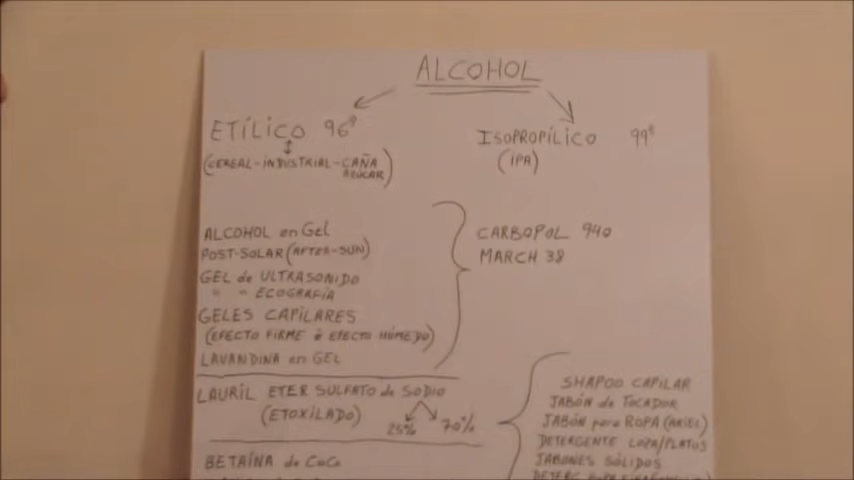 ALCOHOL
ETÍLICO 96º
(CEREAL-INDUSTRIAL-CAÑA
AZÚCAR)
ISOPROPÍLICO 99º
(IPA)
ALCOHOL en Gel
POST-SOLAR (AFTER-SUN)
GEL de ULTRASONIDO
" " ECOGRAFÍA
GELES CAPILARES
(EFECTO FIRME ó EFECTO HÚMEDO)
LAVANDINA en GEL
CARBOPOL 940
MARCH 38
LAURIL ETER SULFATO de SODIO
(ETOXILADO) 25% 70%
SHAPOO CAPILAR
JABÓN de TOCADOR
JABÓN para ROPA (ARIEL)
DETERGENTE LOZA/PLATOS
JABONES SÓLIDOS
BETAÍNA de CoCo